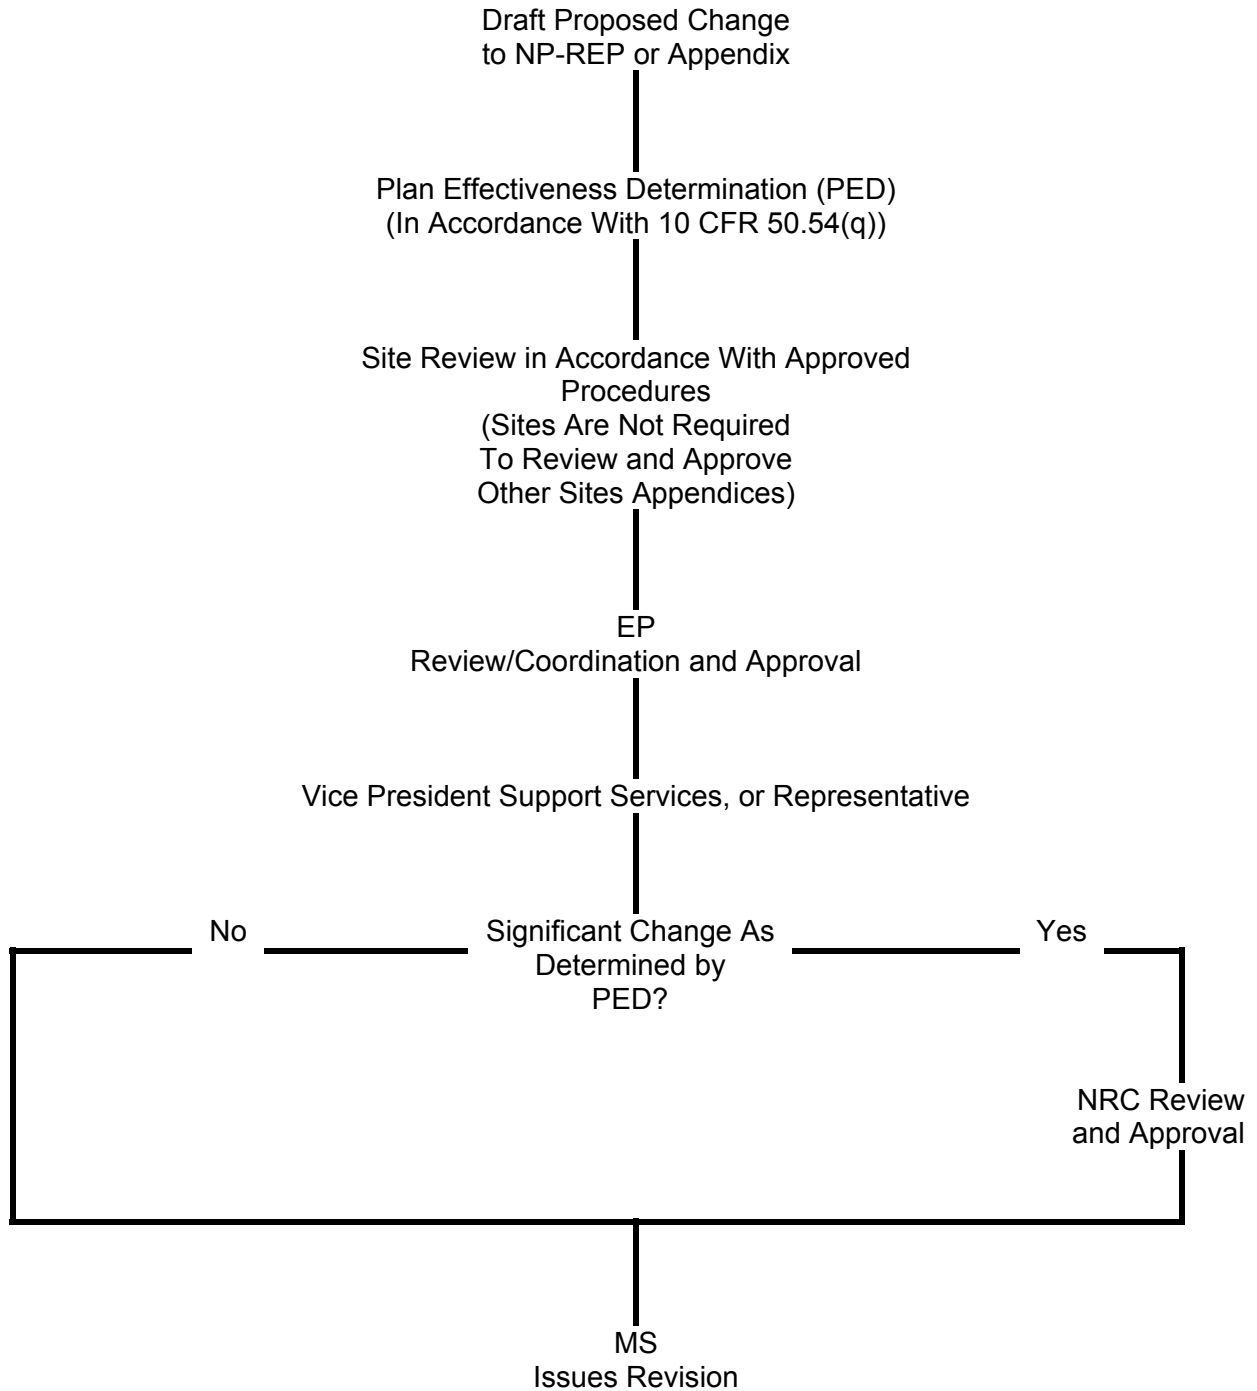 Draft Proposed Change
to NP-REP or Appendix
Plan Effectiveness Determination (PED)
(In Accordance With 10 CFR 50.54(q))
Site Review in Accordance With Approved
Procedures
(Sites Are Not Required
To Review and Approve
Other Sites Appendices)
EP
Review/Coordination and Approval
Vice President Support Services, or Representative
No
Significant Change As
Determined by
PED?
Yes
NRC Review
and Approval
MS
Issues Revision